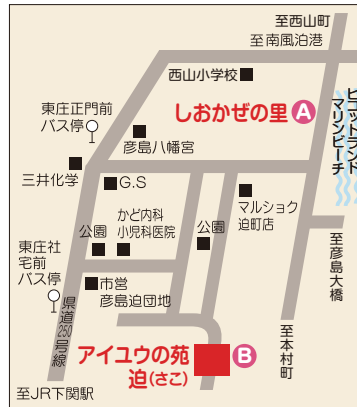 至西山町
至南風泊港
西山小学校
しおかぜの里 A
東庄正門前
バス停
彦島八幡宮
ヒコットランド
マリンビーチ
三井化学
G.S
マルショク
迫町店
かど内科
小児科医院
公園
公園
東庄社
宅前
バス停
至彦島大橋
市営
彦島迫団地
県道250号線
アイユウの苑
迫(さこ)
B
至本村町
至JR下関駅